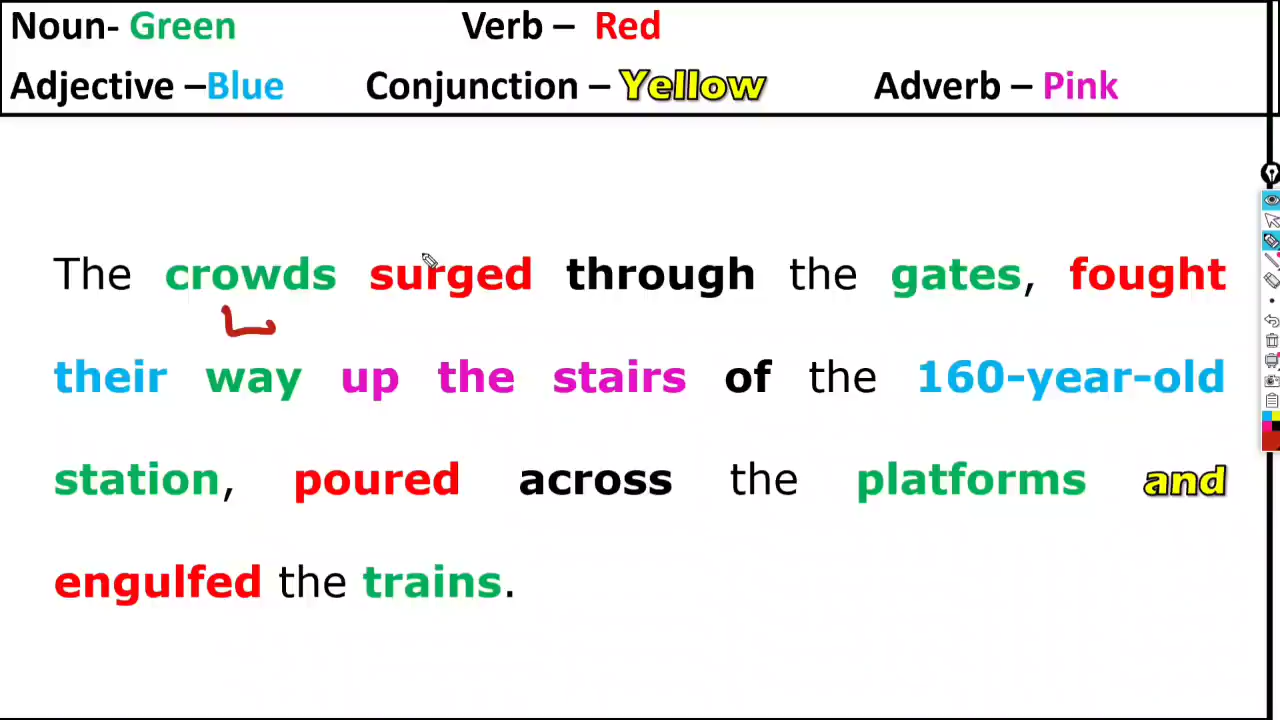 Noun- Green Verb – Red
Adjective –Blue Conjunction – Yellow Adverb – Pink
The crowds surged through the gates, fought
their way up the stairs of the 160-year-old
station, poured across the platforms and
engulfed the trains.